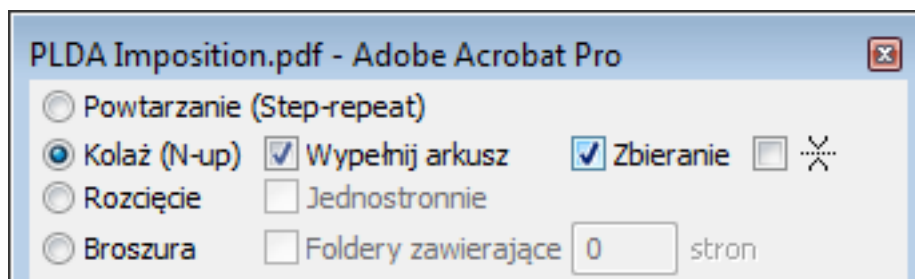 PLDA Imposition.pdf - Adobe Acrobat Pro
Powtarzanie (Step-repeat)
Kolaż (N-up) Wypełnij arkusz Zbieranie
Rozcięcie Jednostronnie
Broszura Foldery zawierające 0 stron